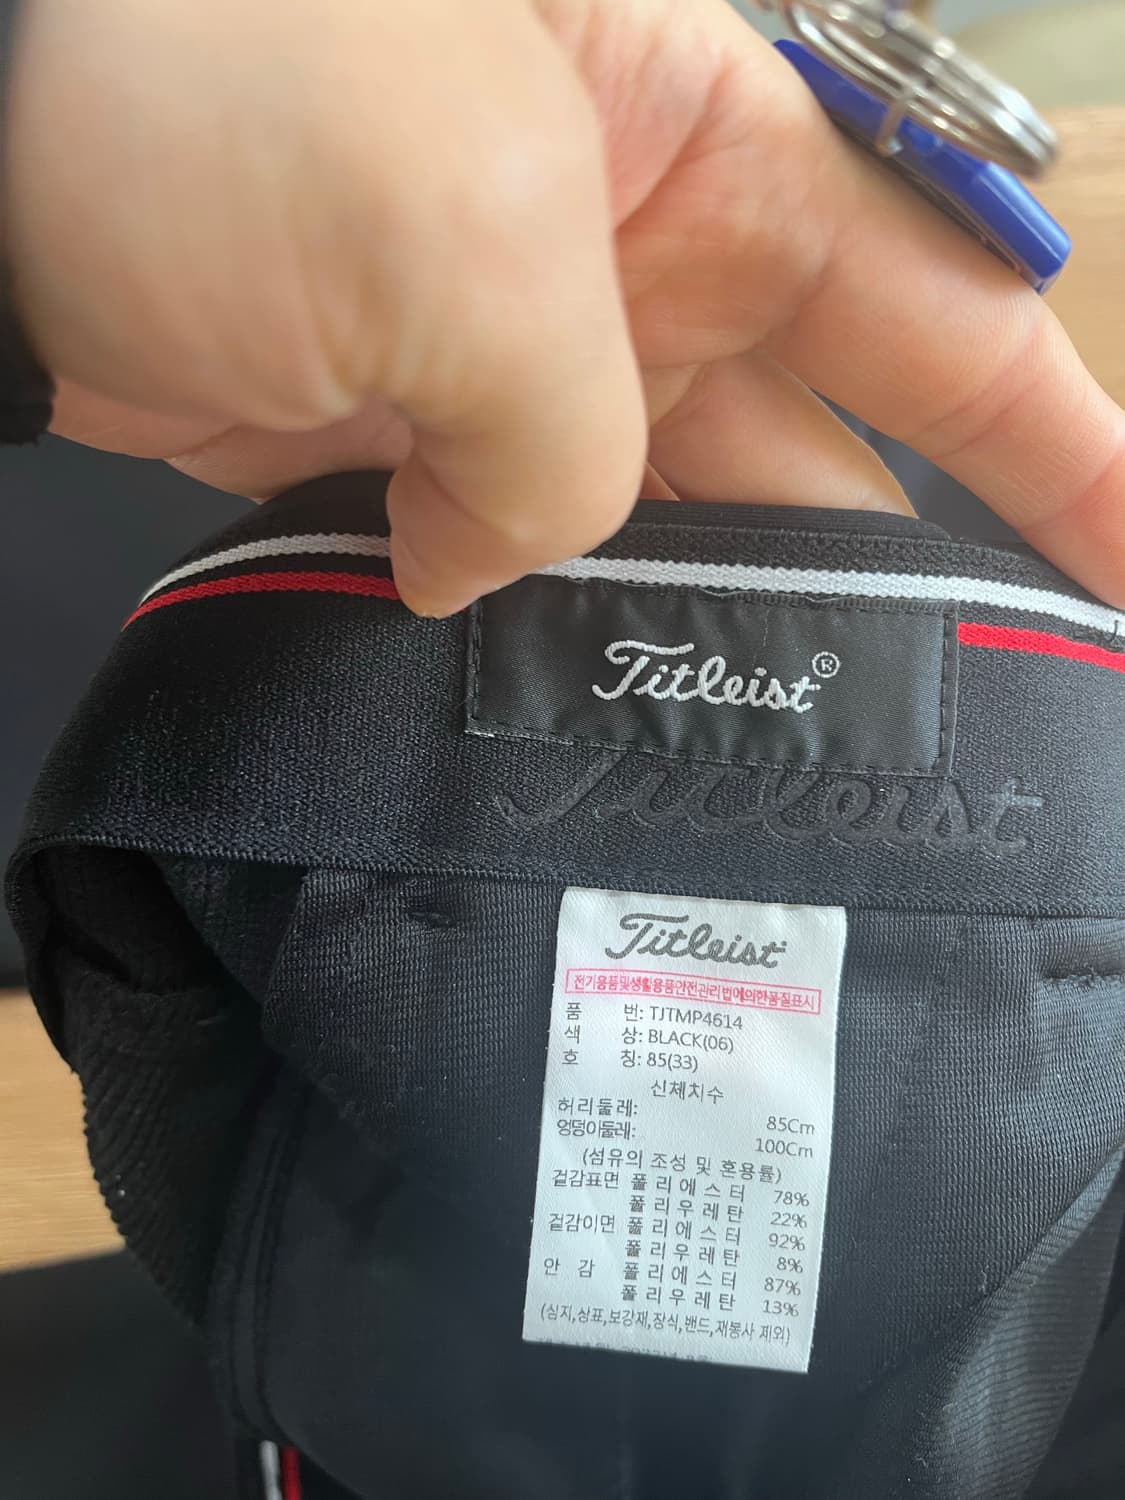 Titleist®
Titleist
Titleist
전기용품및생활용품안전관리법에의한품질표시
품 번: TJTMP4614
색 상: BLACK(06)
호 칭: 85(33)
신체치수
허리둘레: 85Cm
엉덩이둘레: 100Cm
(섬유의 조성 및 혼용률)
겉감표면 폴리에스터 78%
폴리우레탄 22%
겉감이면 폴리에스터 92%
폴리우레탄 8%
안 감 폴리에스터 87%
폴리우레탄 13%
(심지,상표,보강재,장식,밴드,재봉사 제외)